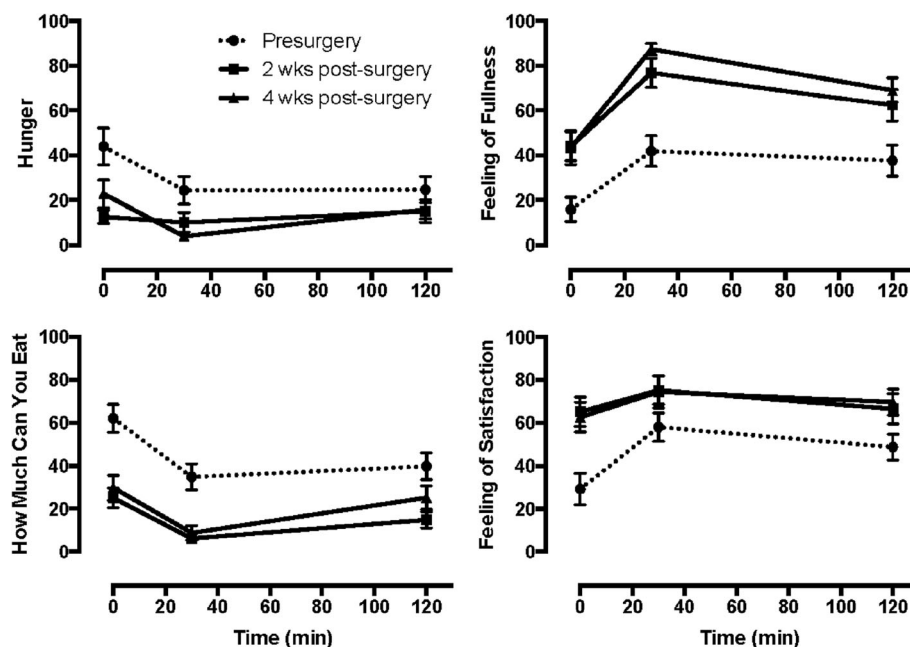 100
80
60
40
20
0
Hunger
Presurgery
2 wks post-surgery
4 wks post-surgery
0 20 40 60 80 100 120
100
80
60
40
20
0
Feeling of Fullness
0 20 40 60 80 100 120
100
80
60
40
20
0
How Much Can You Eat
0 20 40 60 80 100 120
Time (min)
100
80
60
40
20
0
Feeling of Satisfaction
0 20 40 60 80 100 120
Time (min)